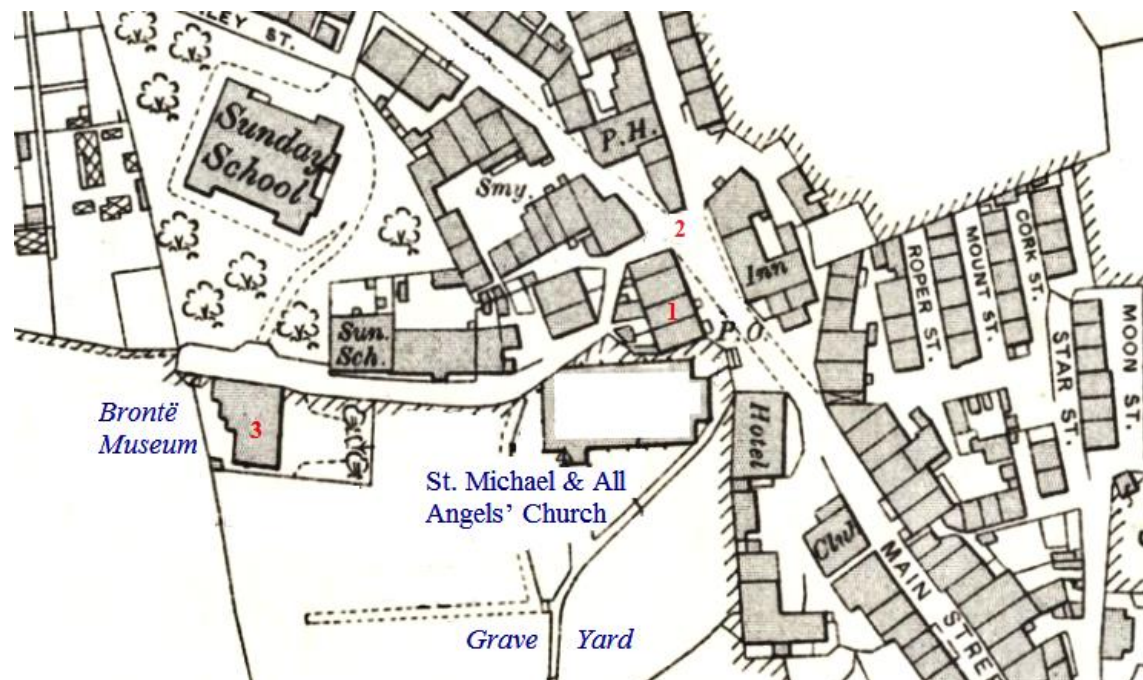 LEY ST.
Sunday
School
P.H.
Smy.
2
Inn
1
P.O.
Sun.
Sch.
3
Brontë
Museum
St. Michael & All
Angels' Church
Hotel
Club
MAIN STREE
ROPER ST.
MOUNT ST.
CORK ST.
STAR ST.
MOON ST.
Grave Yard